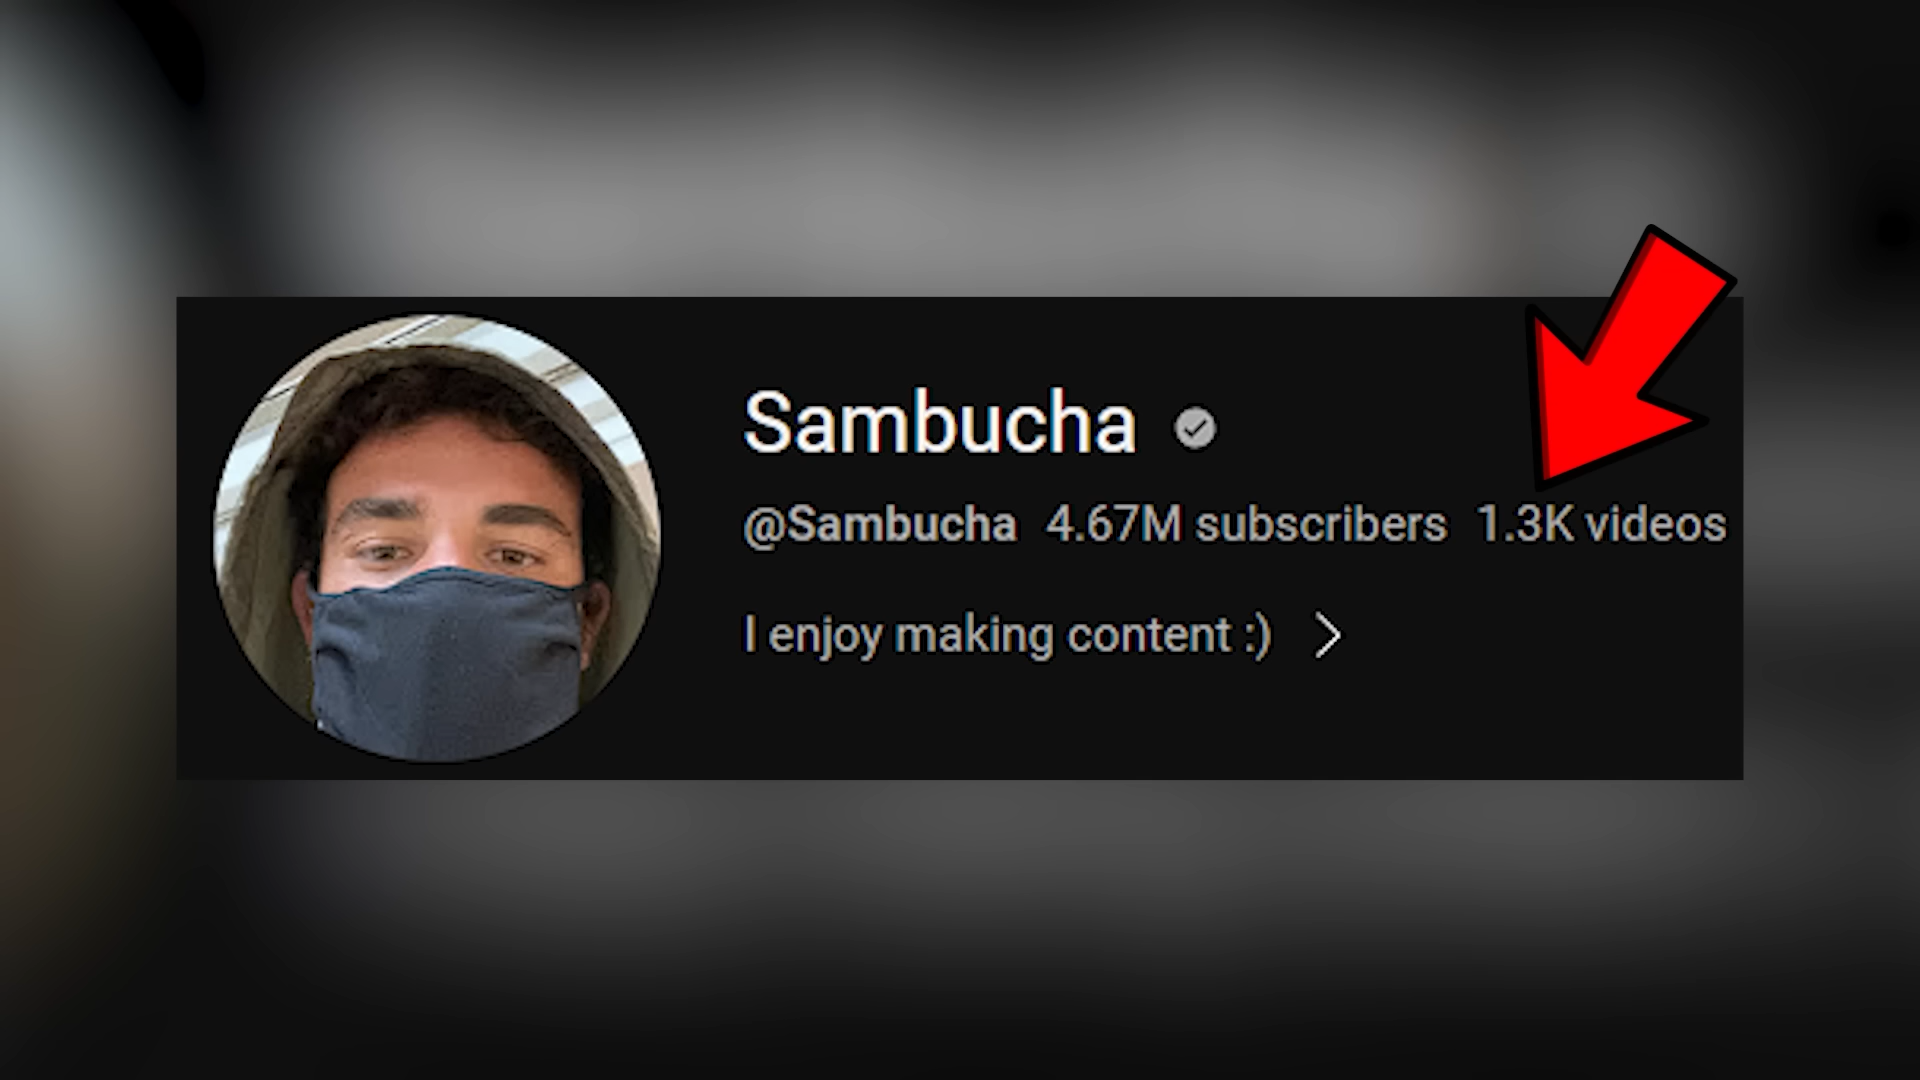 Sambucha
@Sambucha 4.67M subscribers 1.3K videos
I enjoy making content :)